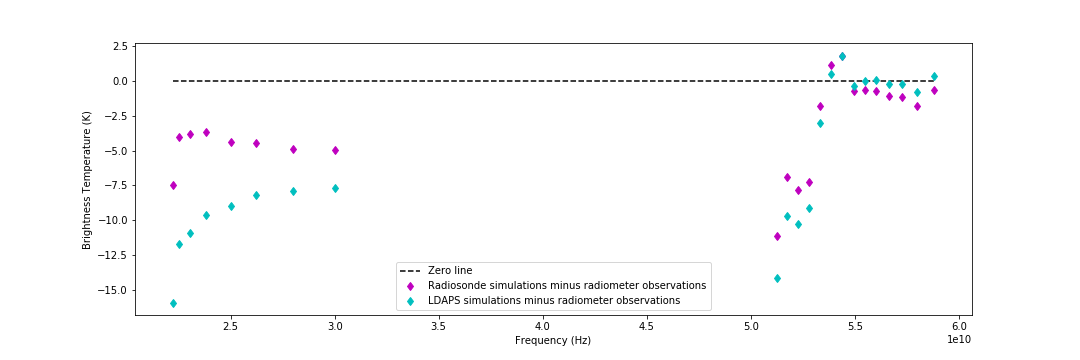 2.5
0.0
−2.5
−5.0
−7.5
−10.0
−12.5
−15.0
Brightness Temperature (K)
Zero line
Radiosonde simulations minus radiometer observations
LDAPS simulations minus radiometer observations
2.5 3.0 3.5 4.0 4.5 5.0 5.5 6.0
1e10
Frequency (Hz)